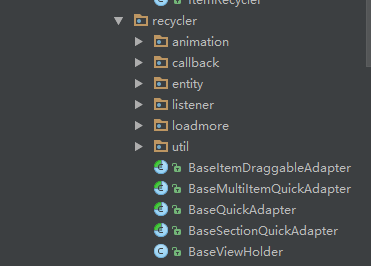 ItemRecycler
recycler
animation
callback
entity
listener
loadmore
util
BaseItemDraggableAdapter
BaseMultiItemQuickAdapter
BaseQuickAdapter
BaseSectionQuickAdapter
BaseViewHolder